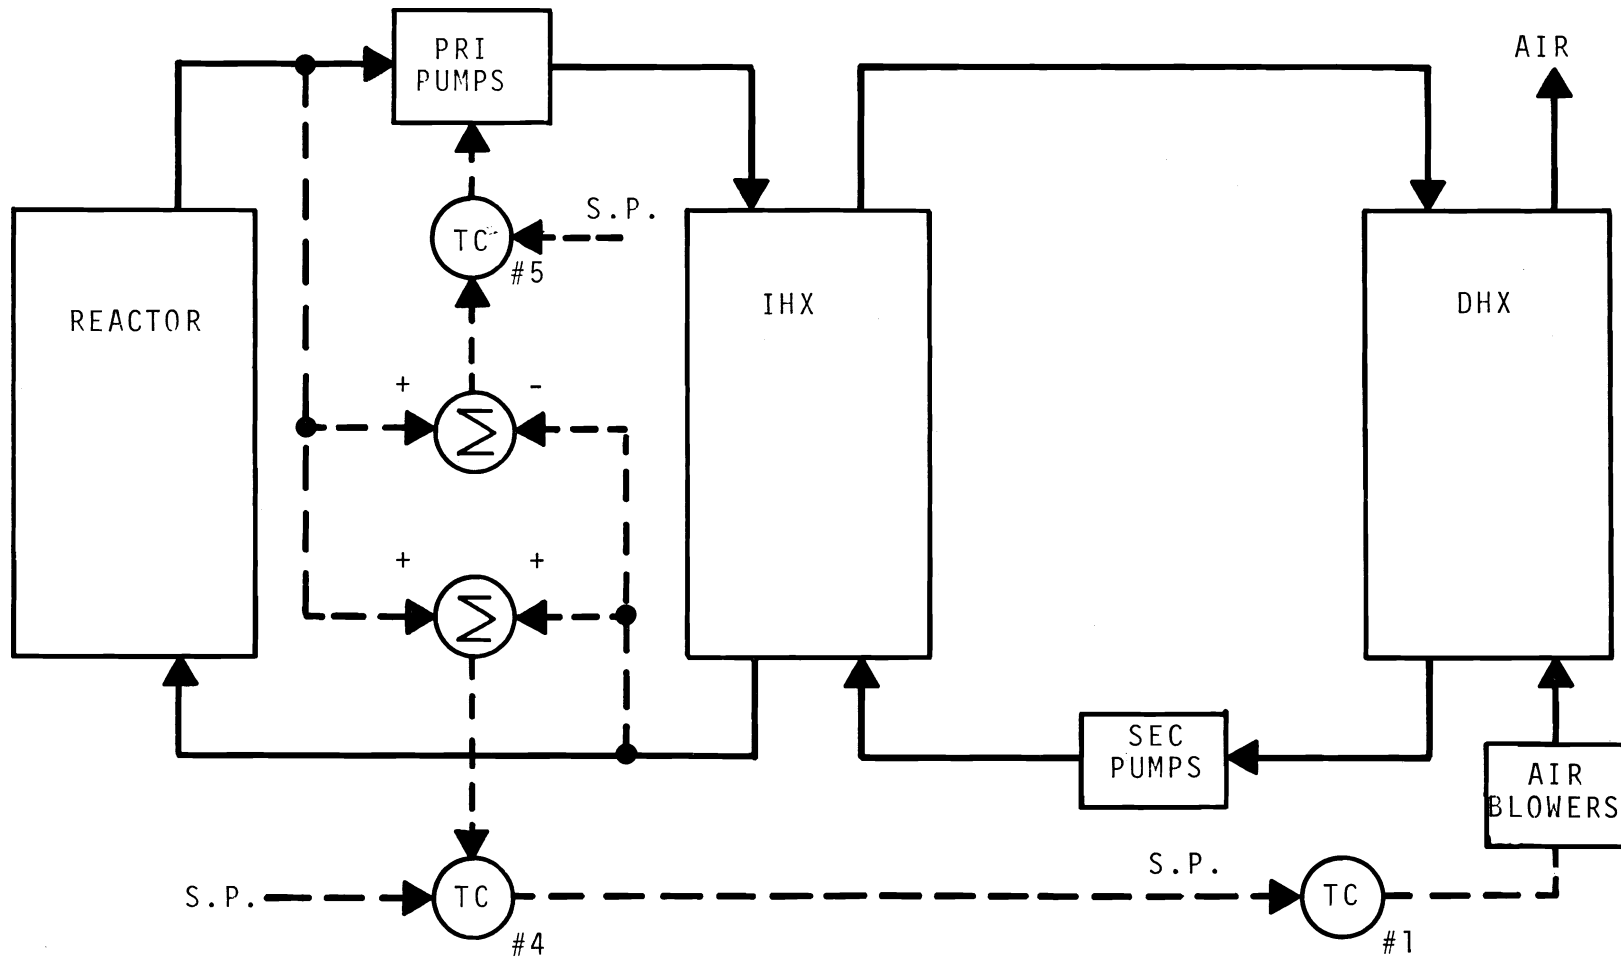 PRI
PUMPS
AIR
TC
S.P.
#5
REACTOR
IHX
DHX
+
-
Σ
+
+
Σ
SEC
PUMPS
AIR
BLOWERS
S.P.
TC
#4
S.P.
TC
#1